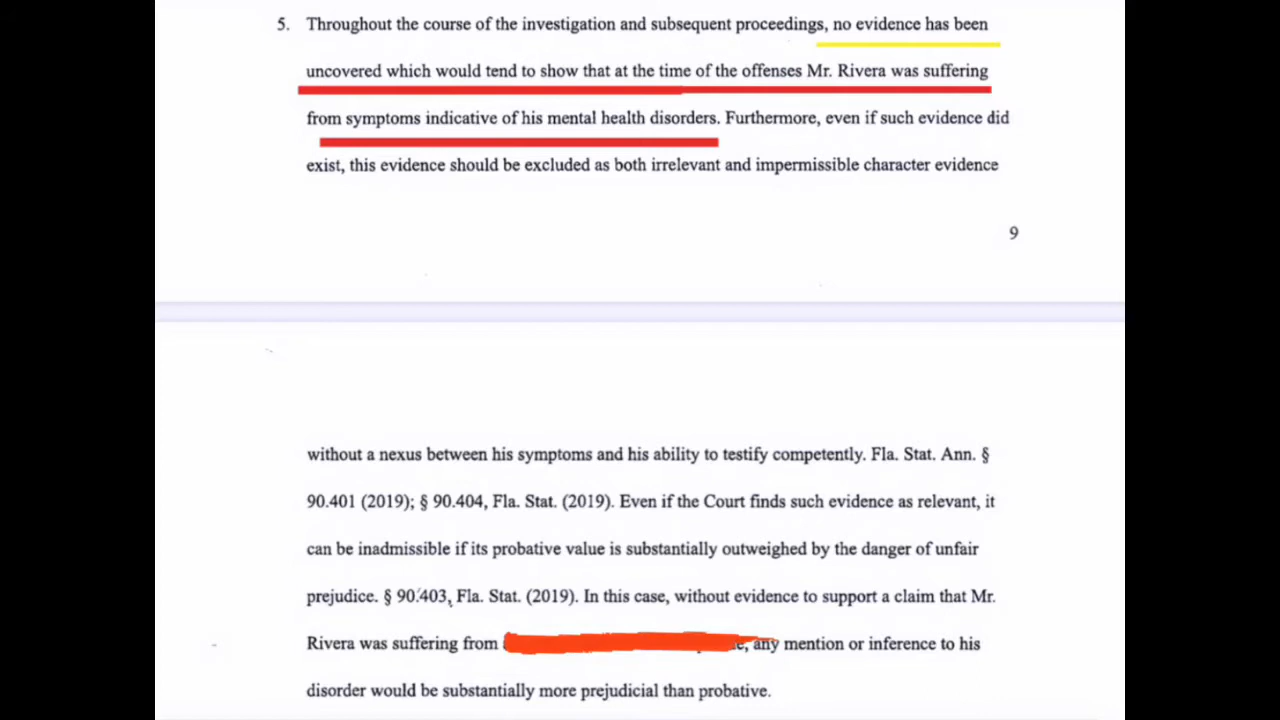 5. Throughout the course of the investigation and subsequent proceedings, no evidence has been
uncovered which would tend to show that at the time of the offenses Mr. Rivera was suffering
from symptoms indicative of his mental health disorders. Furthermore, even if such evidence did
exist, this evidence should be excluded as both irrelevant and impermissible character evidence
9
without a nexus between his symptoms and his ability to testify competently. Fla. Stat. Ann. §
90.401 (2019); § 90.404, Fla. Stat. (2019). Even if the Court finds such evidence as relevant, it
can be inadmissible if its probative value is substantially outweighed by the danger of unfair
prejudice. § 90.403, Fla. Stat. (2019). In this case, without evidence to support a claim that Mr.
Rivera was suffering from any mention or inference to his
disorder would be substantially more prejudicial than probative.